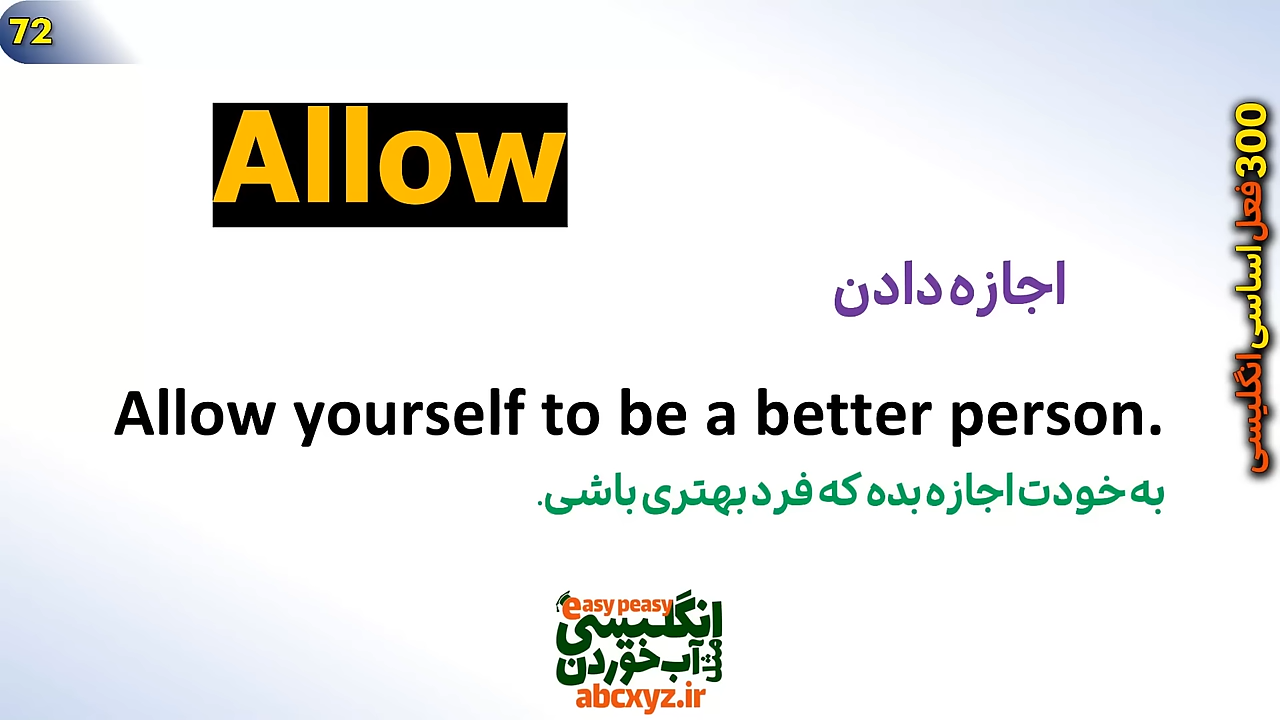 72
Allow
اجازه دادن
Allow yourself to be a better person.
به خودت اجازه بده که فرد بهتری باشی.
300 فعل اساسی انگلیسی
easy peasy
انگلیسی
مثل آب خوردن
abcxyz.ir